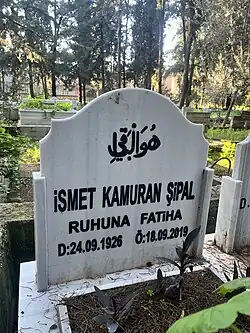 هو الباقي
İSMET KAMURAN ŞİPAL
RUHUNA FATİHA
D:24.09.1926 Ö:18.09.2019